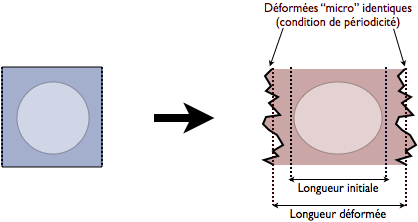 Déformées “micro” identiques
(condition de périodicité)
Longueur initiale
Longueur déformée